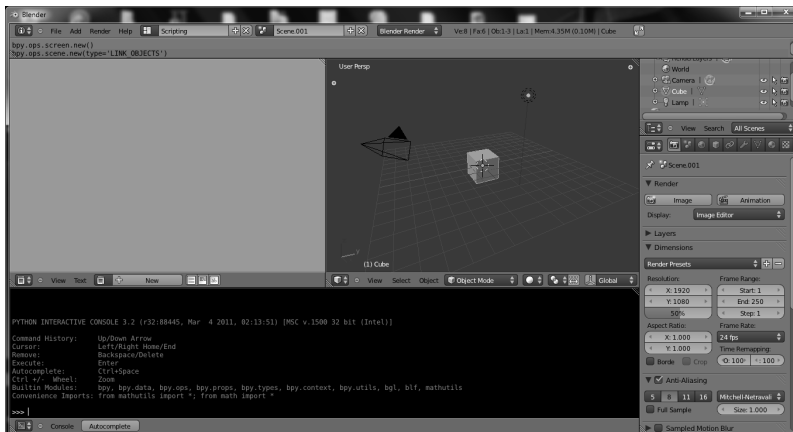 Blender
File Add Render Help Scripting Scene.001 Blender Render Ve:8 | Fa:6 | Ob:1-3 | La:1 | Mem:4.35M (0.10M) | Cube
bpy.ops.screen.new()
bpy.ops.scene.new(type='LINK_OBJECTS')
User Persp
(1) Cube
View Text New
View Select Object Object Mode Global
PYTHON INTERACTIVE CONSOLE 3.2 (r32:88445, Mar 4 2011, 02:13:51) [MSC v.1500 32 bit (Intel)]
Command History: Up/Down Arrow
Cursor: Left/Right Home/End
Remove: Backspace/Delete
Execute: Enter
Autocomplete: Ctrl+Space
Ctrl +/- Wheel: Zoom
Builtin Modules: bpy, bpy.data, bpy.ops, bpy.props, bpy.types, bpy.context, bpy.utils, bgl, blf, mathutils
Convenience Imports: from mathutils import *; from math import *
>>>
Console Autocomplete
World
Camera
Cube
Lamp
View Search All Scenes
Scene.001
Render
Image Animation
Display: Image Editor
Layers
Dimensions
Render Presets
Resolution: Frame Range:
X: 1920 Start: 1
Y: 1080 End: 250
50% Step: 1
Aspect Ratio: Frame Rate:
X: 1.000 24 fps
Y: 1.000 Time Remapping:
Borde Crop O: 100 : 100
Anti-Aliasing
5 8 11 16 Mitchell-Netravali
Full Sample Size: 1.000
Sampled Motion Blur